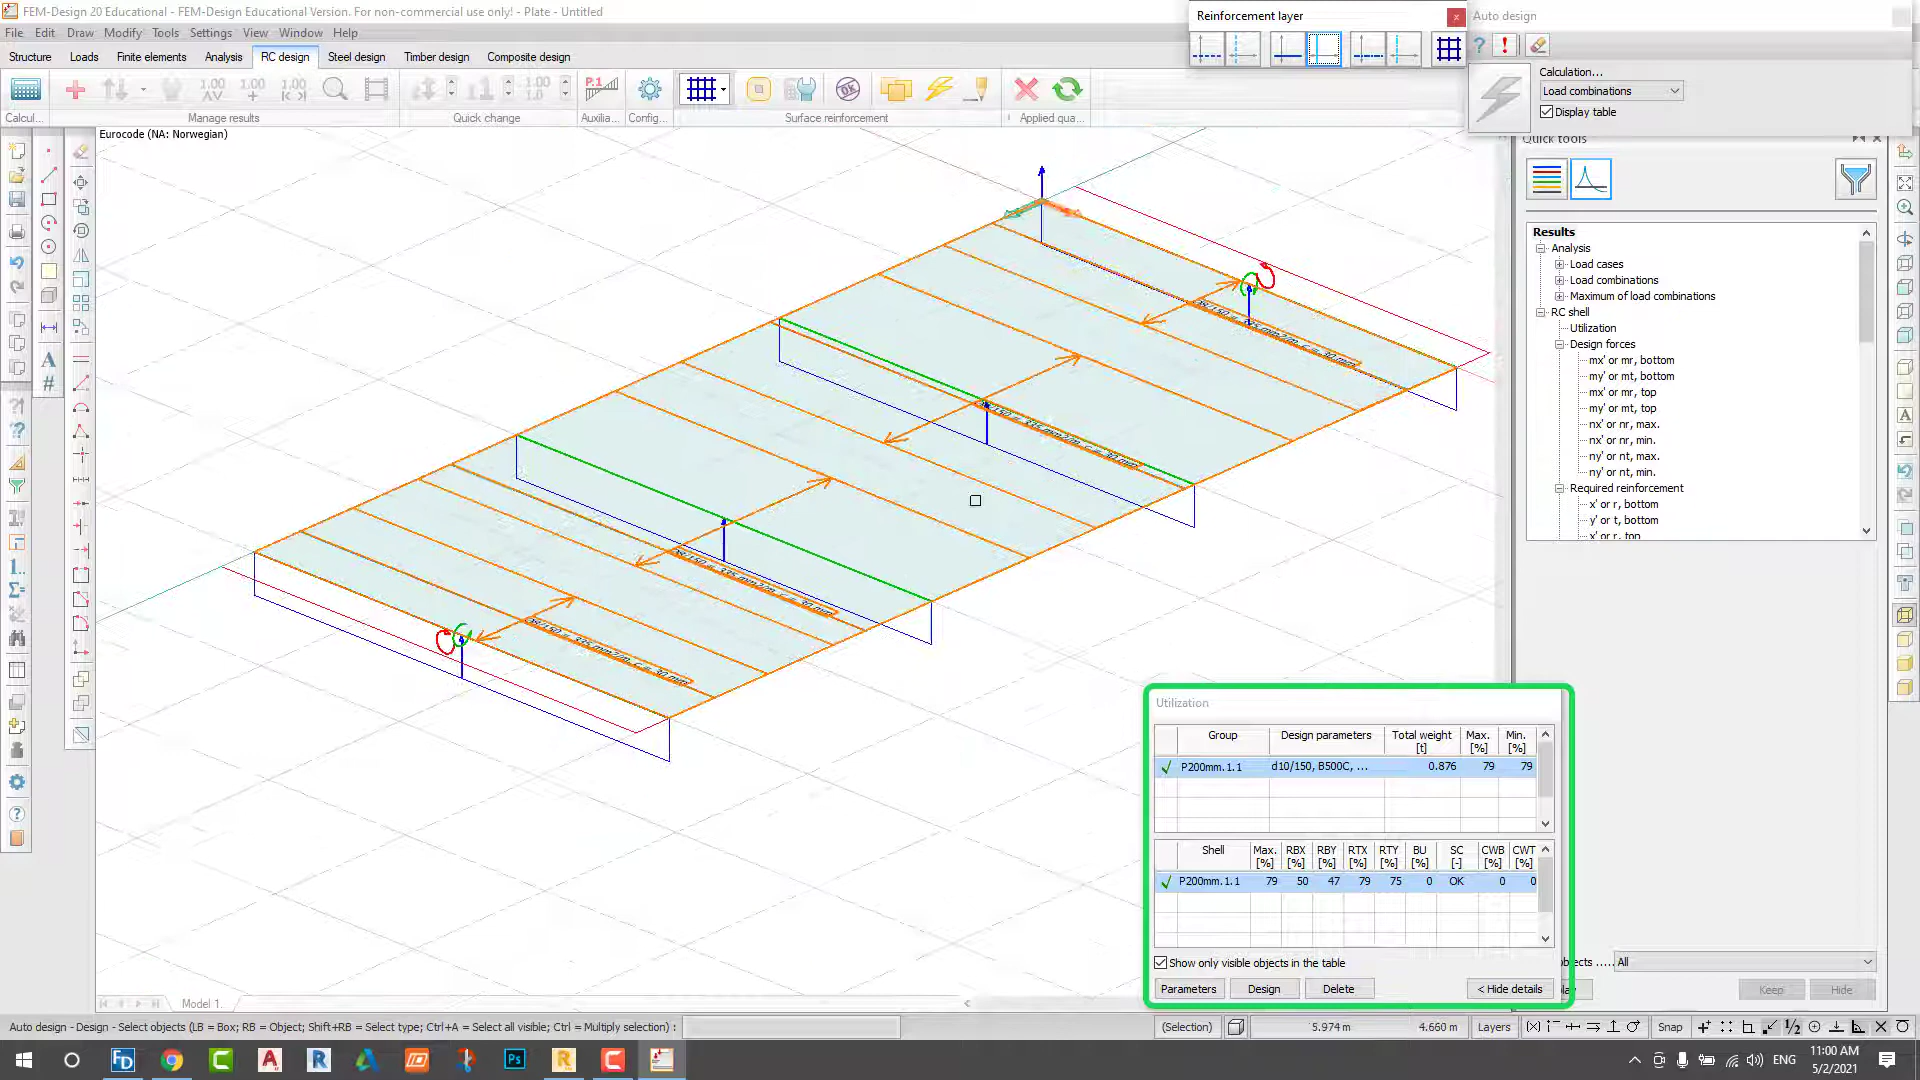 FEM-Design 20 Educational - FEM-Design Educational Version. For non-commercial use only! - Plate - Untitled
Reinforcement layer
Auto design
File Edit Draw Modify Tools Settings View Window Help
Structure Loads Finite elements Analysis RC design Steel design Timber design Composite design
Calculation...
Load combinations
Display table
Calcul... Manage results Quick change Auxilia... Config... Surface reinforcement Applied qua...
Eurocode (NA: Norwegian)
Quick tools
Results
Analysis
Load cases
Load combinations
Maximum of load combinations
RC shell
Utilization
Design forces
mx' or mr, bottom
my' or mt, bottom
mx' or mr, top
my' or mt, top
nx' or nr, max.
nx' or nr, min.
ny' or nt, max.
ny' or nt, min.
Required reinforcement
x' or r, bottom
y' or t, bottom
x' or r, top
Utilization
Group Design parameters Total weight [t] Max. [%] Min. [%]
P200mm.1.1 d10/150, B500C, ... 0.876 79 79
Shell Max. [%] RBX [%] RBY [%] RTX [%] RTY [%] BU [%] SC [-] CWB [%] CWT [%]
P200mm.1.1 79 50 47 79 75 0 OK 0 0
Show only visible objects in the table
Parameters Design Delete < Hide details
All
Keep Hide
Model 1.
Auto design - Design - Select objects (LB = Box; RB = Object; Shift+RB = Select type; Ctrl+A = Select all visible; Ctrl = Multiply selection) :
(Selection) 5.974 m 4.660 m Layers Snap
ENG 11:00 AM
5/2/2021